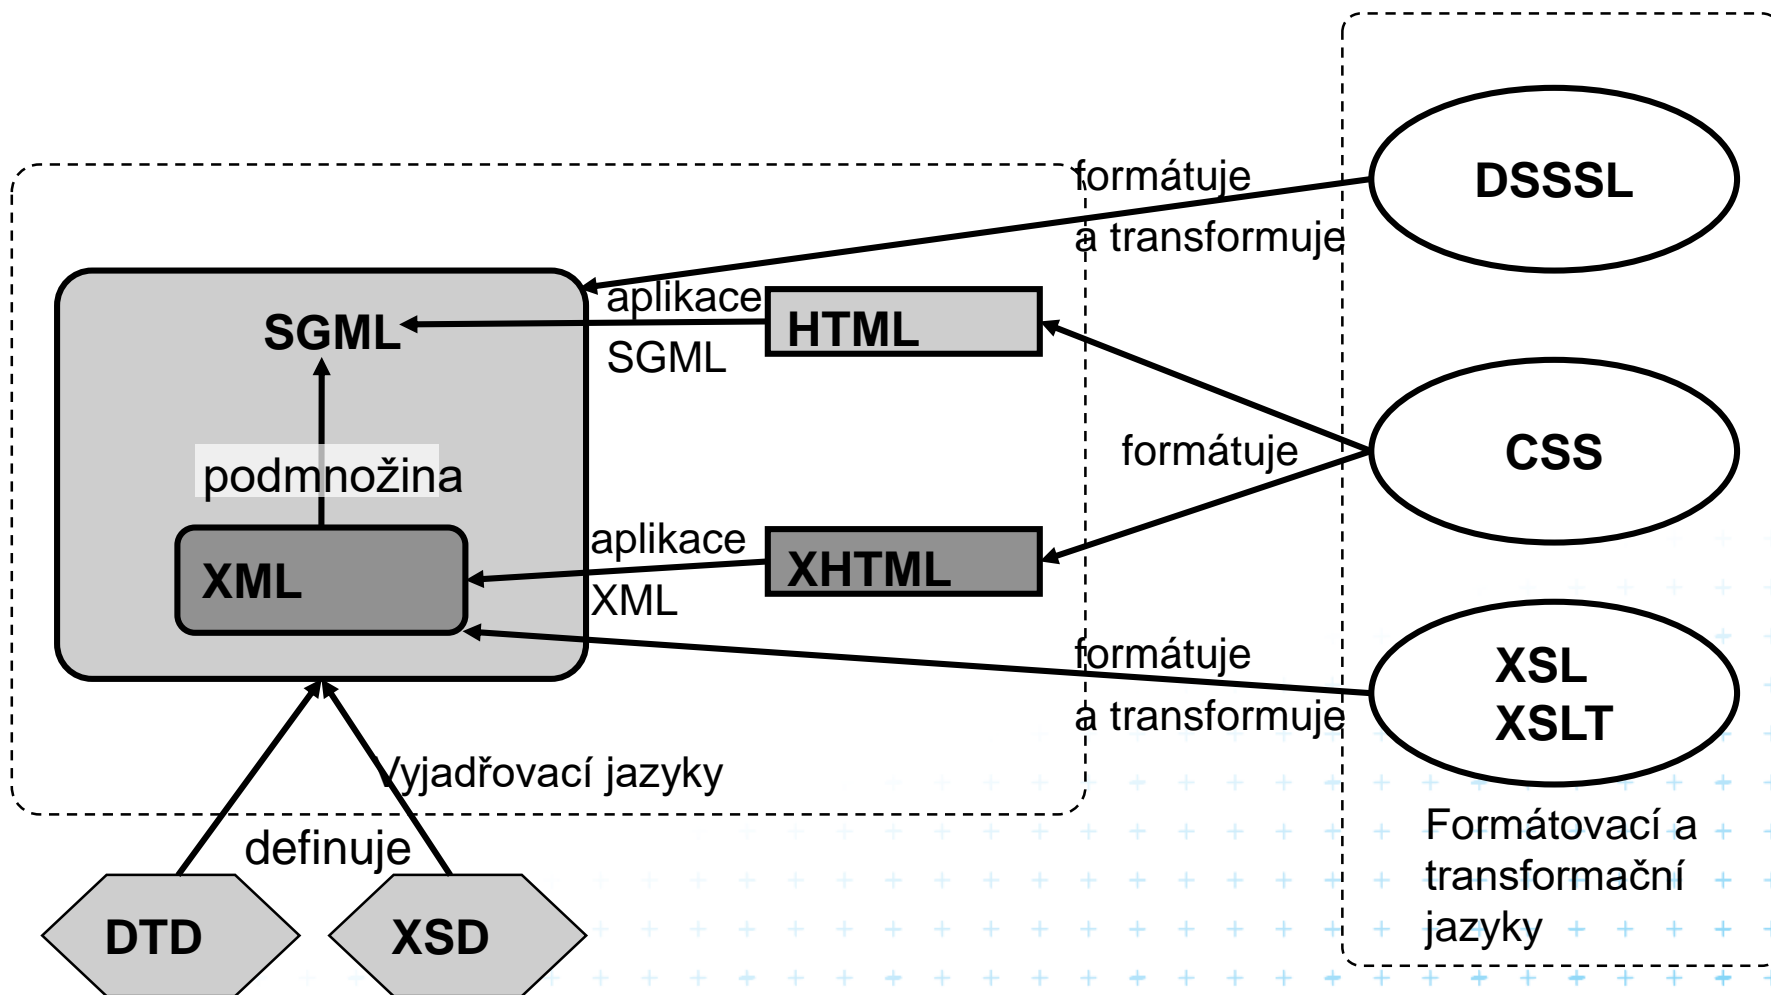 formátuje
a transformuje
DSSSL
aplikace
SGML
SGML
HTML
formátuje
CSS
podmnožina
XML
aplikace
XML
XHTML
formátuje
a transformuje
XSL
XSLT
Vyjadřovací jazyky
definuje
DTD
XSD
Formátovací a
transformační
jazyky